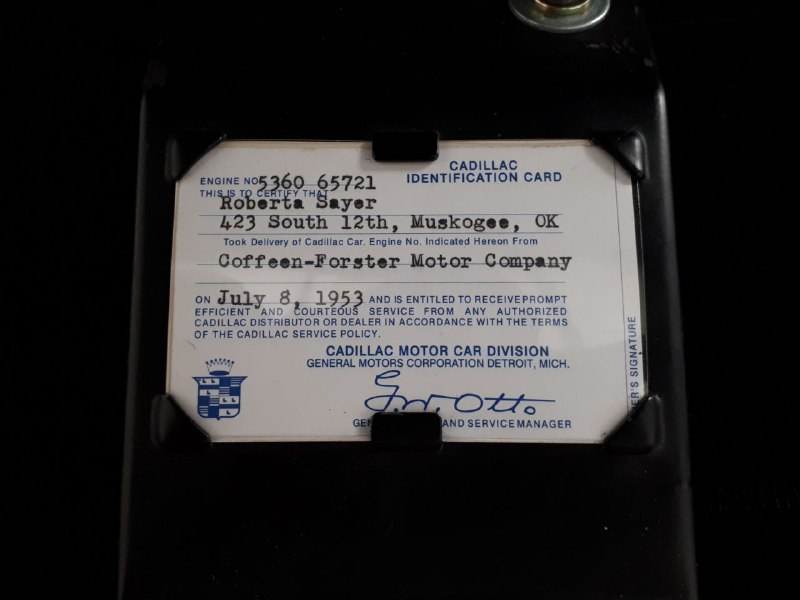 CADILLAC
IDENTIFICATION CARD
ENGINE NO 5360 65721
THIS IS TO CERTIFY THAT
Roberta Sayer
423 South 12th, Muskogee, OK
Took Delivery of Cadillac Car. Engine No. Indicated Hereon From
Coffeen-Forster Motor Company
ON July 8, 1953 AND IS ENTITLED TO RECEIVE PROMPT
EFFICIENT AND COURTEOUS SERVICE FROM ANY AUTHORIZED
CADILLAC DISTRIBUTOR OR DEALER IN ACCORDANCE WITH THE TERMS
OF THE CADILLAC SERVICE POLICY.
CADILLAC MOTOR CAR DIVISION
GENERAL MOTORS CORPORATION DETROIT, MICH.
G.W. Otto
AND SERVICE MANAGER
ER'S SIGNATURE